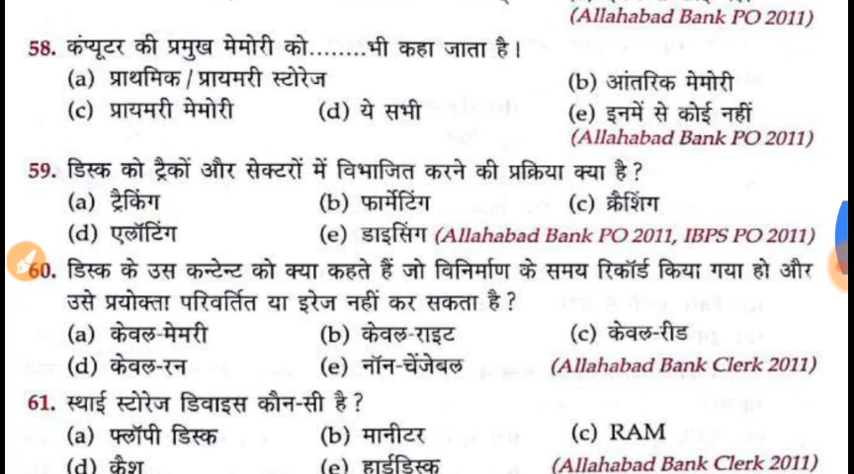 (Allahabad Bank PO 2011)
58. कंप्यूटर की प्रमुख मेमोरी को........भी कहा जाता है।
(a) प्राथमिक / प्रायमरी स्टोरेज (b) आंतरिक मेमोरी
(c) प्रायमरी मेमोरी (d) ये सभी (e) इनमें से कोई नहीं
(Allahabad Bank PO 2011)
59. डिस्क को ट्रैकों और सेक्टरों में विभाजित करने की प्रक्रिया क्या है ?
(a) ट्रैकिंग (b) फार्मेटिंग (c) क्रैशिंग
(d) एलॉटिंग (e) डाइसिंग (Allahabad Bank PO 2011, IBPS PO 2011)
60. डिस्क के उस कन्टेन्ट को क्या कहते हैं जो विनिर्माण के समय रिकॉर्ड किया गया हो और
उसे प्रयोक्ता परिवर्तित या इरेज नहीं कर सकता है ?
(a) केवल-मेमरी (b) केवल-राइट (c) केवल-रीड
(d) केवल-रन (e) नॉन-चेंजेबल (Allahabad Bank Clerk 2011)
61. स्थाई स्टोरेज डिवाइस कौन-सी है ?
(a) फ्लॉपी डिस्क (b) मानीटर (c) RAM
(d) कैश (e) हार्डडिस्क (Allahabad Bank Clerk 2011)